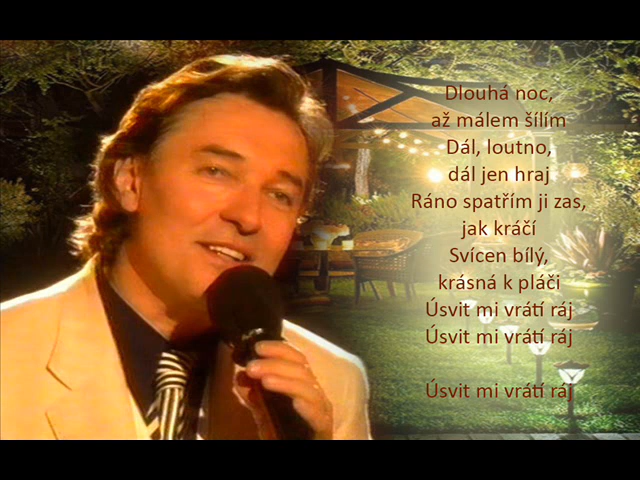 Dlouhá noc,
až málem šílím
Dál, loutno,
dál jen hraj
Ráno spatřím ji zas,
jak kráčí
Svícen bílý,
krásná k pláči
Úsvit mi vrátí ráj
Úsvit mi vrátí ráj
Úsvit mi vrátí ráj